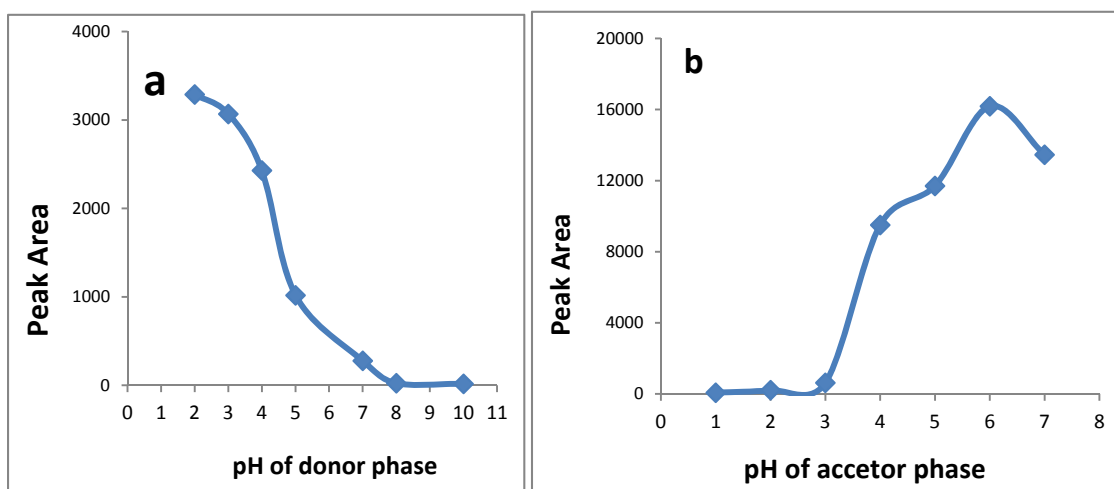 a
4000
3000
2000
1000
0
0 1 2 3 4 5 6 7 8 9 10 11
Peak Area
pH of donor phase
b
20000
16000
12000
8000
4000
0
0 1 2 3 4 5 6 7 8
Peak Area
pH of accetor phase